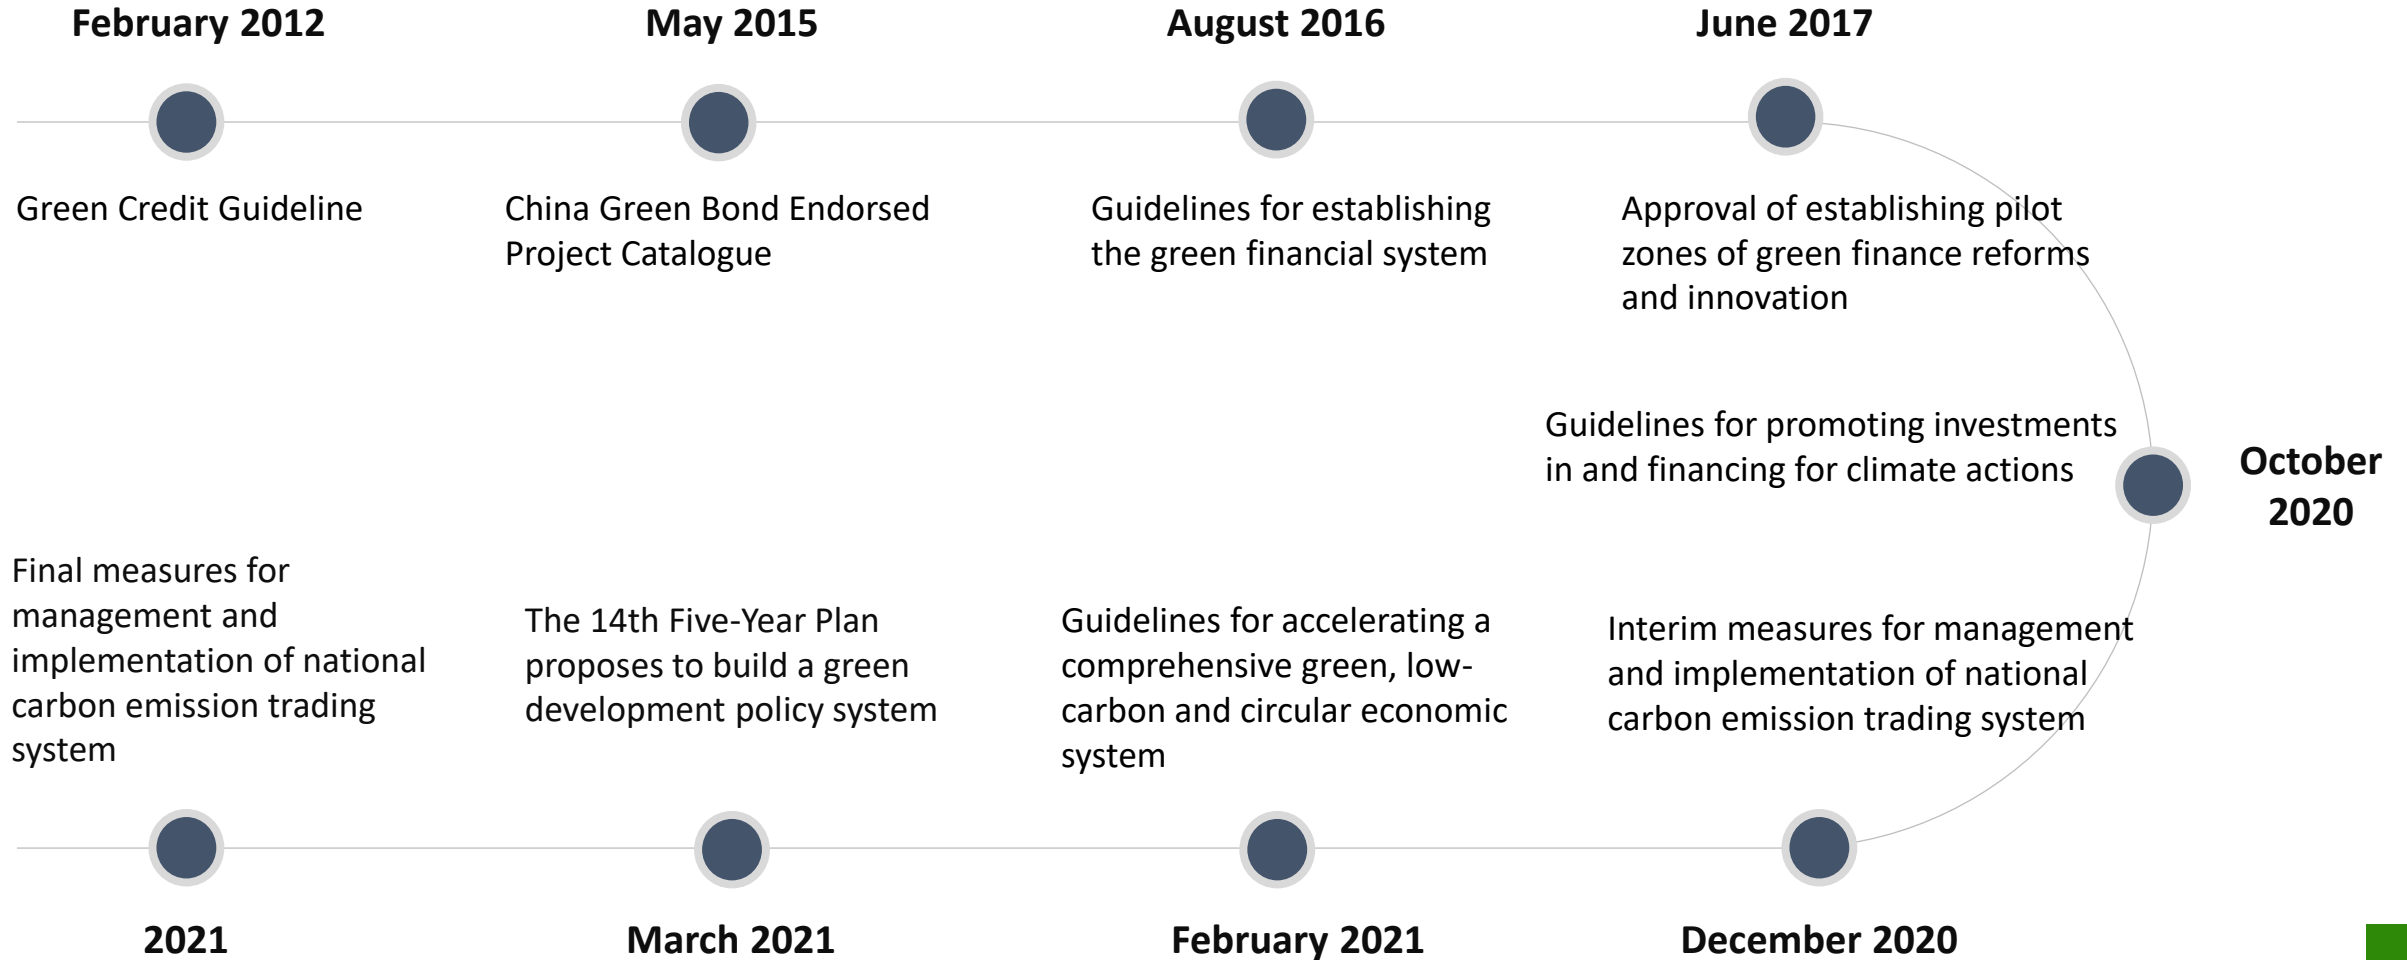 February 2012
May 2015
August 2016
June 2017
Green Credit Guideline
China Green Bond Endorsed
Project Catalogue
Guidelines for establishing
the green financial system
Approval of establishing pilot
zones of green finance reforms
and innovation
Guidelines for promoting investments
in and financing for climate actions
October
2020
Final measures for
management and
implementation of national
carbon emission trading
system
The 14th Five-Year Plan
proposes to build a green
development policy system
Guidelines for accelerating a
comprehensive green, low-
carbon and circular economic
system
Interim measures for management
and implementation of national
carbon emission trading system
2021
March 2021
February 2021
December 2020